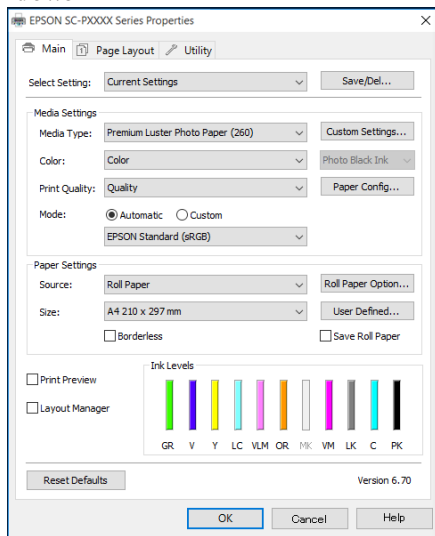 EPSON SC-PXXXX Series Properties
Main Page Layout Utility
Select Setting: Current Settings Save/Del...
Media Settings
Media Type: Premium Luster Photo Paper (260) Custom Settings...
Color: Color Photo Black Ink
Print Quality: Quality Paper Config...
Mode: Automatic Custom
EPSON Standard (sRGB)
Paper Settings
Source: Roll Paper Roll Paper Option...
Size: A4 210 x 297 mm User Defined...
Borderless Save Roll Paper
Ink Levels
Print Preview
Layout Manager
GR V Y LC VLM OR MK VM LK C PK
Reset Defaults Version 6.70
OK Cancel Help